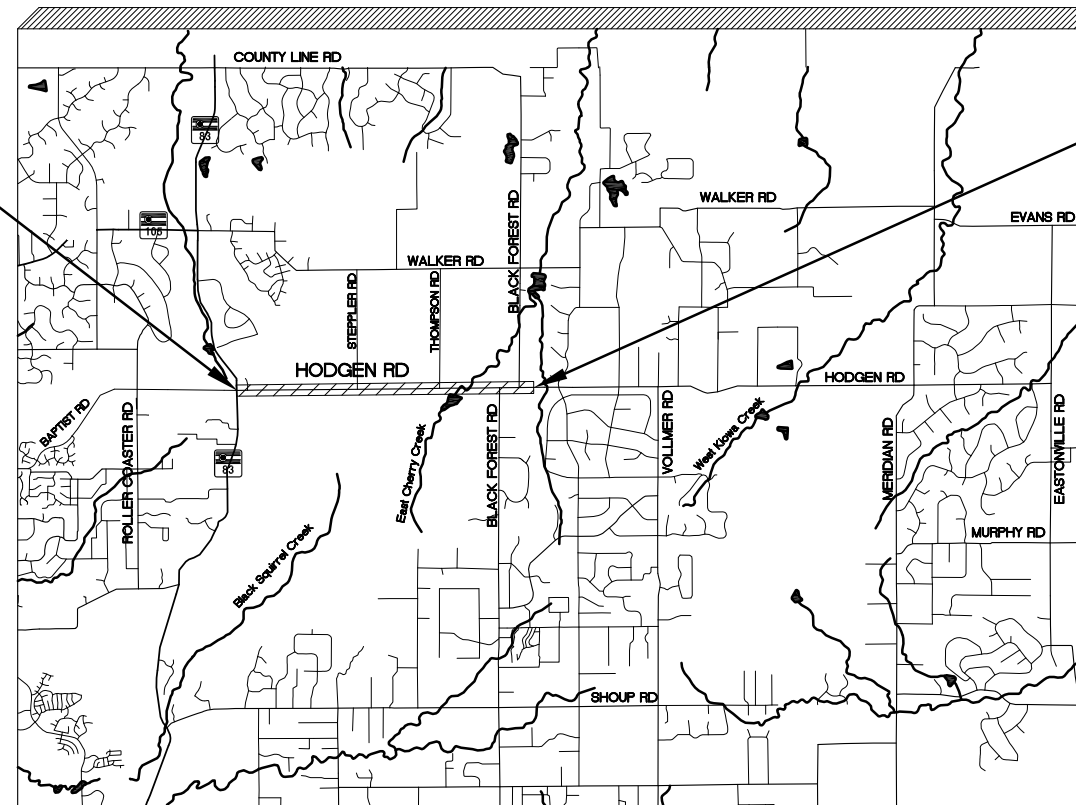 COUNTY LINE RD
83
WALKER RD
105
EVANS RD
BLACK FOREST RD
WALKER RD
STEPPLER RD
THOMPSON RD
HODGEN RD
HODGEN RD
BAPTIST RD
ROLLER COASTER RD
83
East Cherry Creek
BLACK FOREST RD
VOLLMER RD
West Kiowa Creek
MERIDIAN RD
EASTONVILLE RD
Black Squirrel Creek
MURPHY RD
SHOUP RD